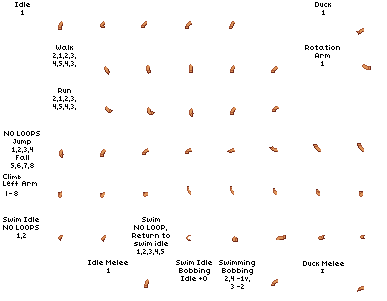 Idle
1
Duck
1
Walk
2,1,2,3,
4,5,4,3,
Rotation
Arm
1
Run
2,1,2,3,
4,5,4,3,
NO LOOPS
Jump
1,2,3,4
Fall
5,6,7,8
Climb
Left Arm
1-8
Swim Idle
NO LOOPS
1,2
Swim
NO LOOP,
Return to
swim idle
1,2,3,4,5
Swim Idle
Bobbing
Idle +0
Swimming
Bobbing
2,4 -1v,
3 -2
Idle Melee
1
Duck Melee
1